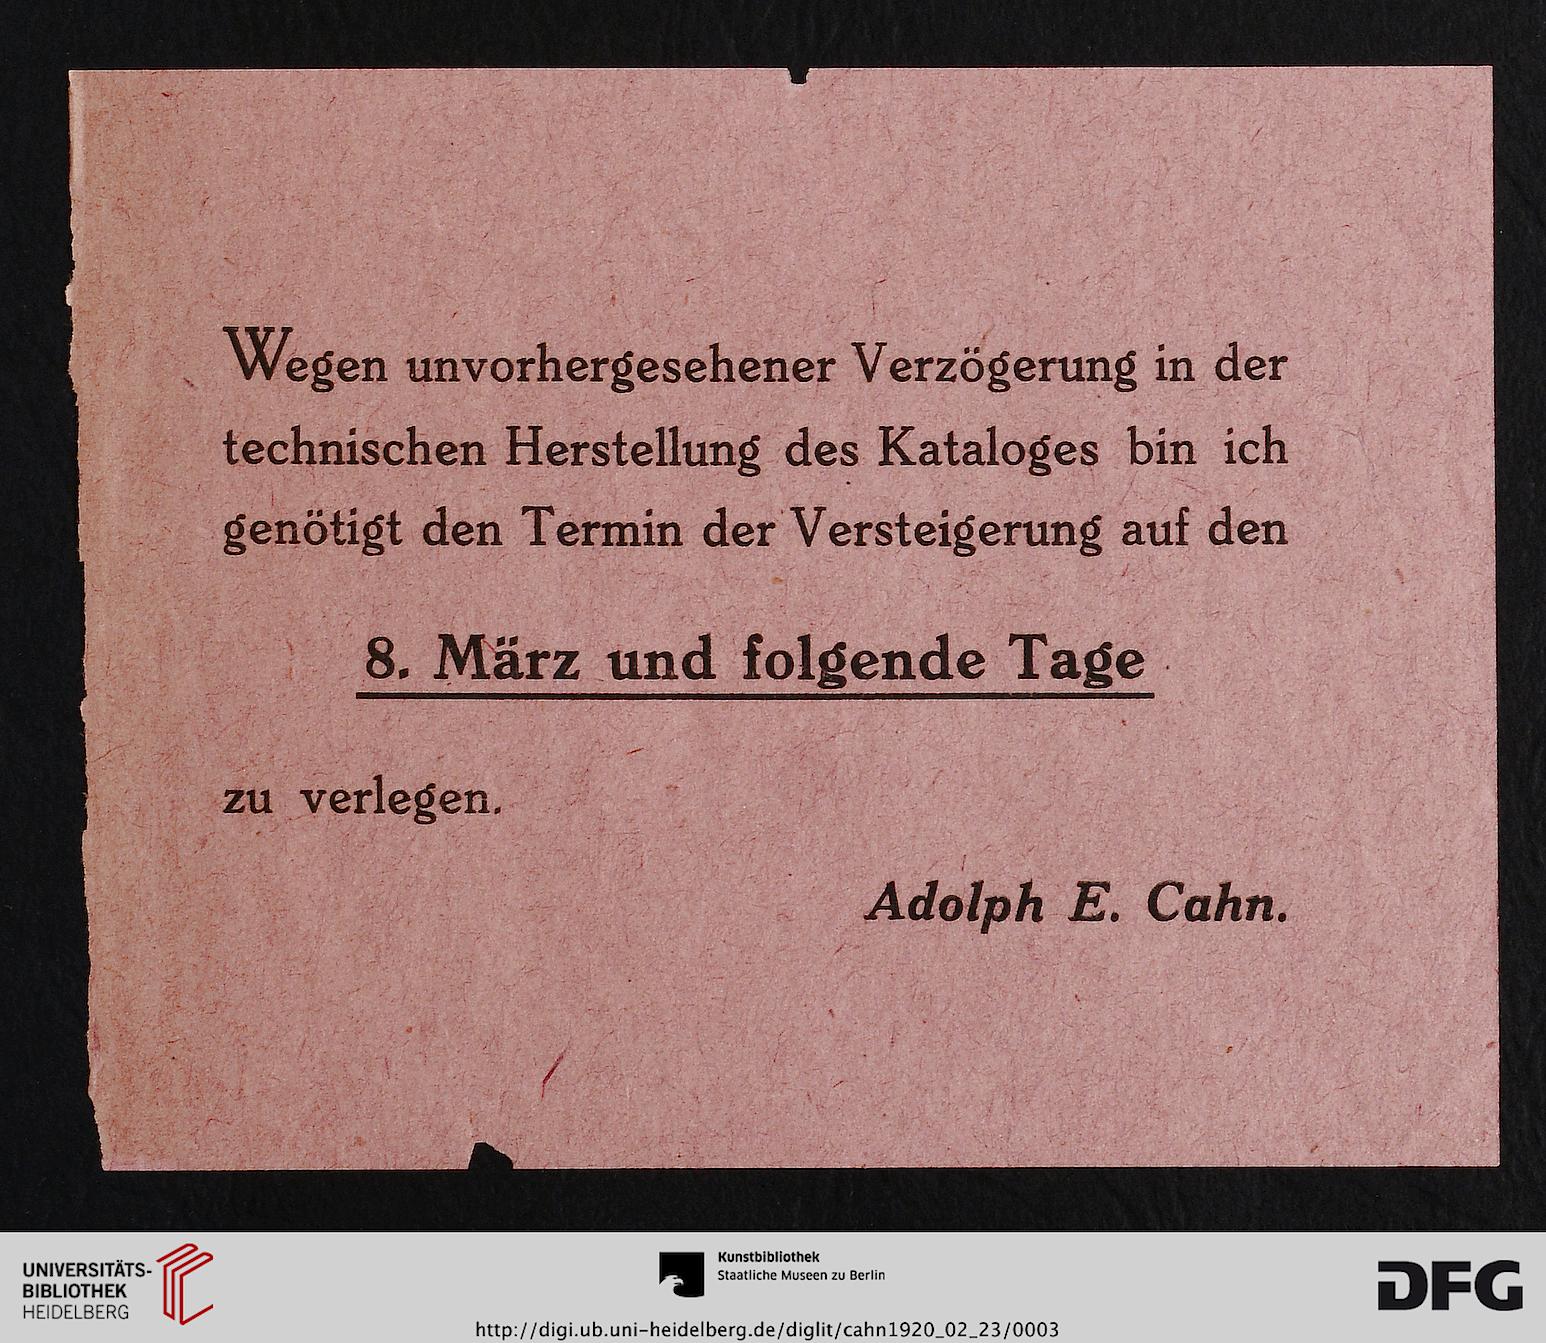 Wegen unvorhergesehener Verzögerung in der
technischen Herstellung des Kataloges bin ich
genötigt den Termin der Versteigerung auf den
8. März und folgende Tage
zu verlegen.
Adolph E. Cahn.
UNIVERSITÄTS-
BIBLIOTHEK
HEIDELBERG
Kunstbibliothek
Staatliche Museen zu Berlin
DFG
http://digi.ub.uni-heidelberg.de/diglit/cahn1920_02_23/0003